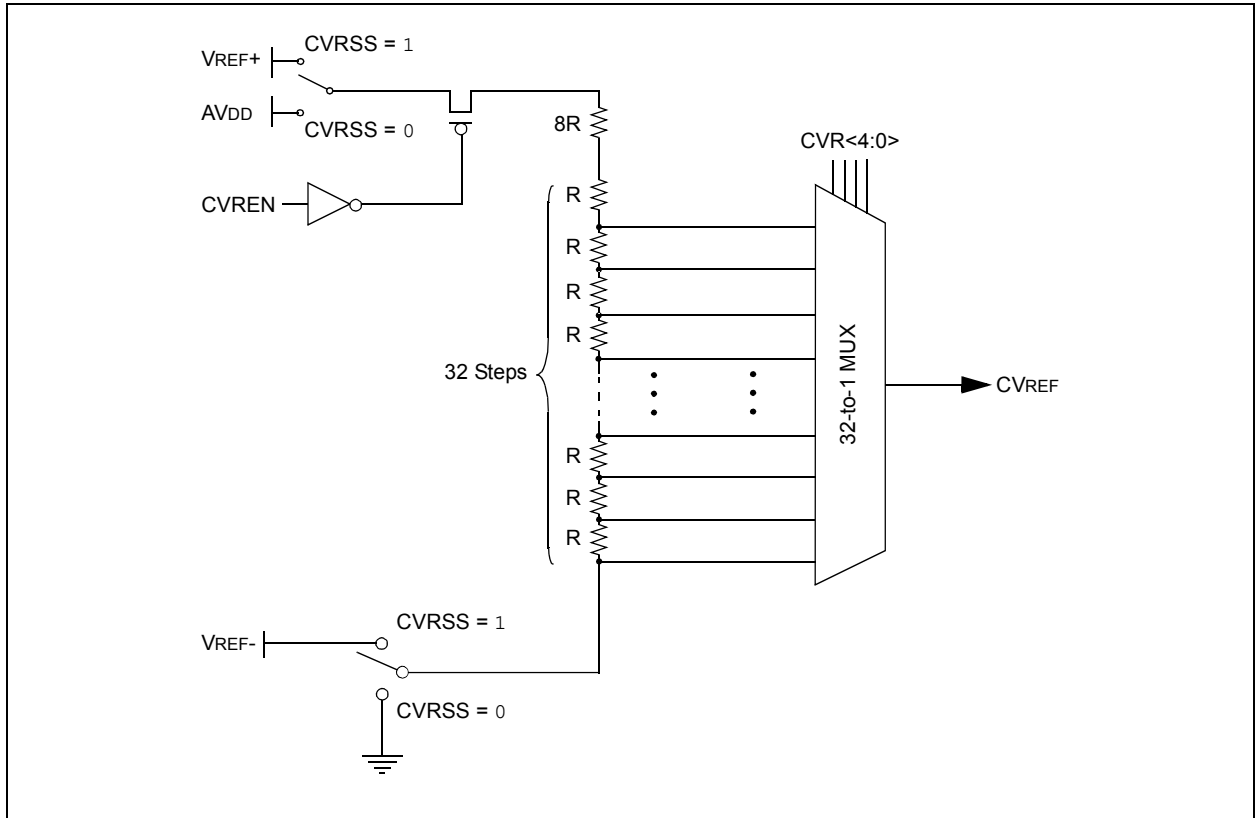 CVRSS = 1
VREF+
AVDD
CVRSS = 0
8R
CVR<4:0>
CVREN
R
R
R
R
32 Steps
32-to-1 MUX
CVREF
R
R
R
CVRSS = 1
VREF-
CVRSS = 0